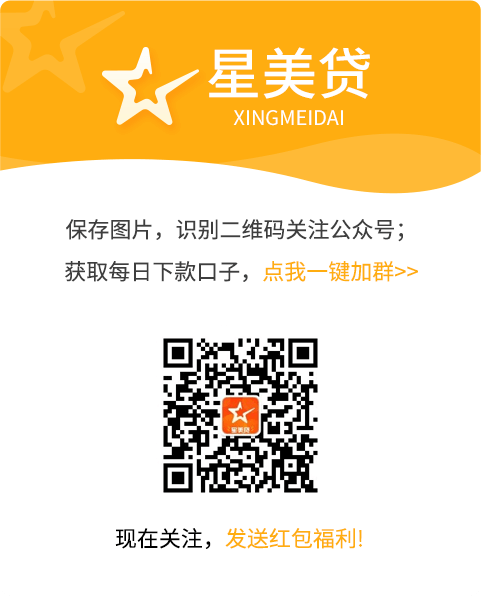 星美贷
XINGMEIDAI
保存图片，识别二维码关注公众号；
获取每日下款口子，点我一键加群>>
星美贷
现在关注，发送红包福利!